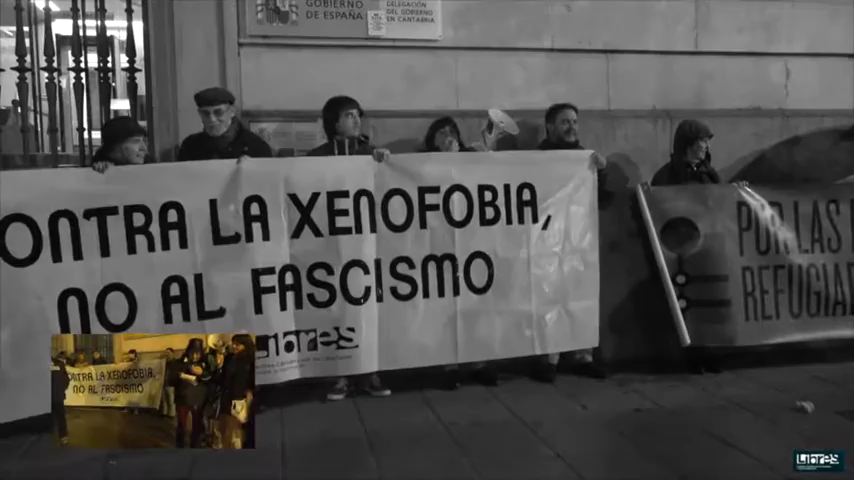 GOBIERNO
DE ESPAÑA
DELEGACIÓN
DEL GOBIERNO
EN CANTABRIA
CONTRA LA XENOFOBIA,
NO AL FASCISMO
LIBRES
POR LAS
REFUGIAD
ONTRA LA XENOFOBIA,
NO AL FASCISMO
LIBRES